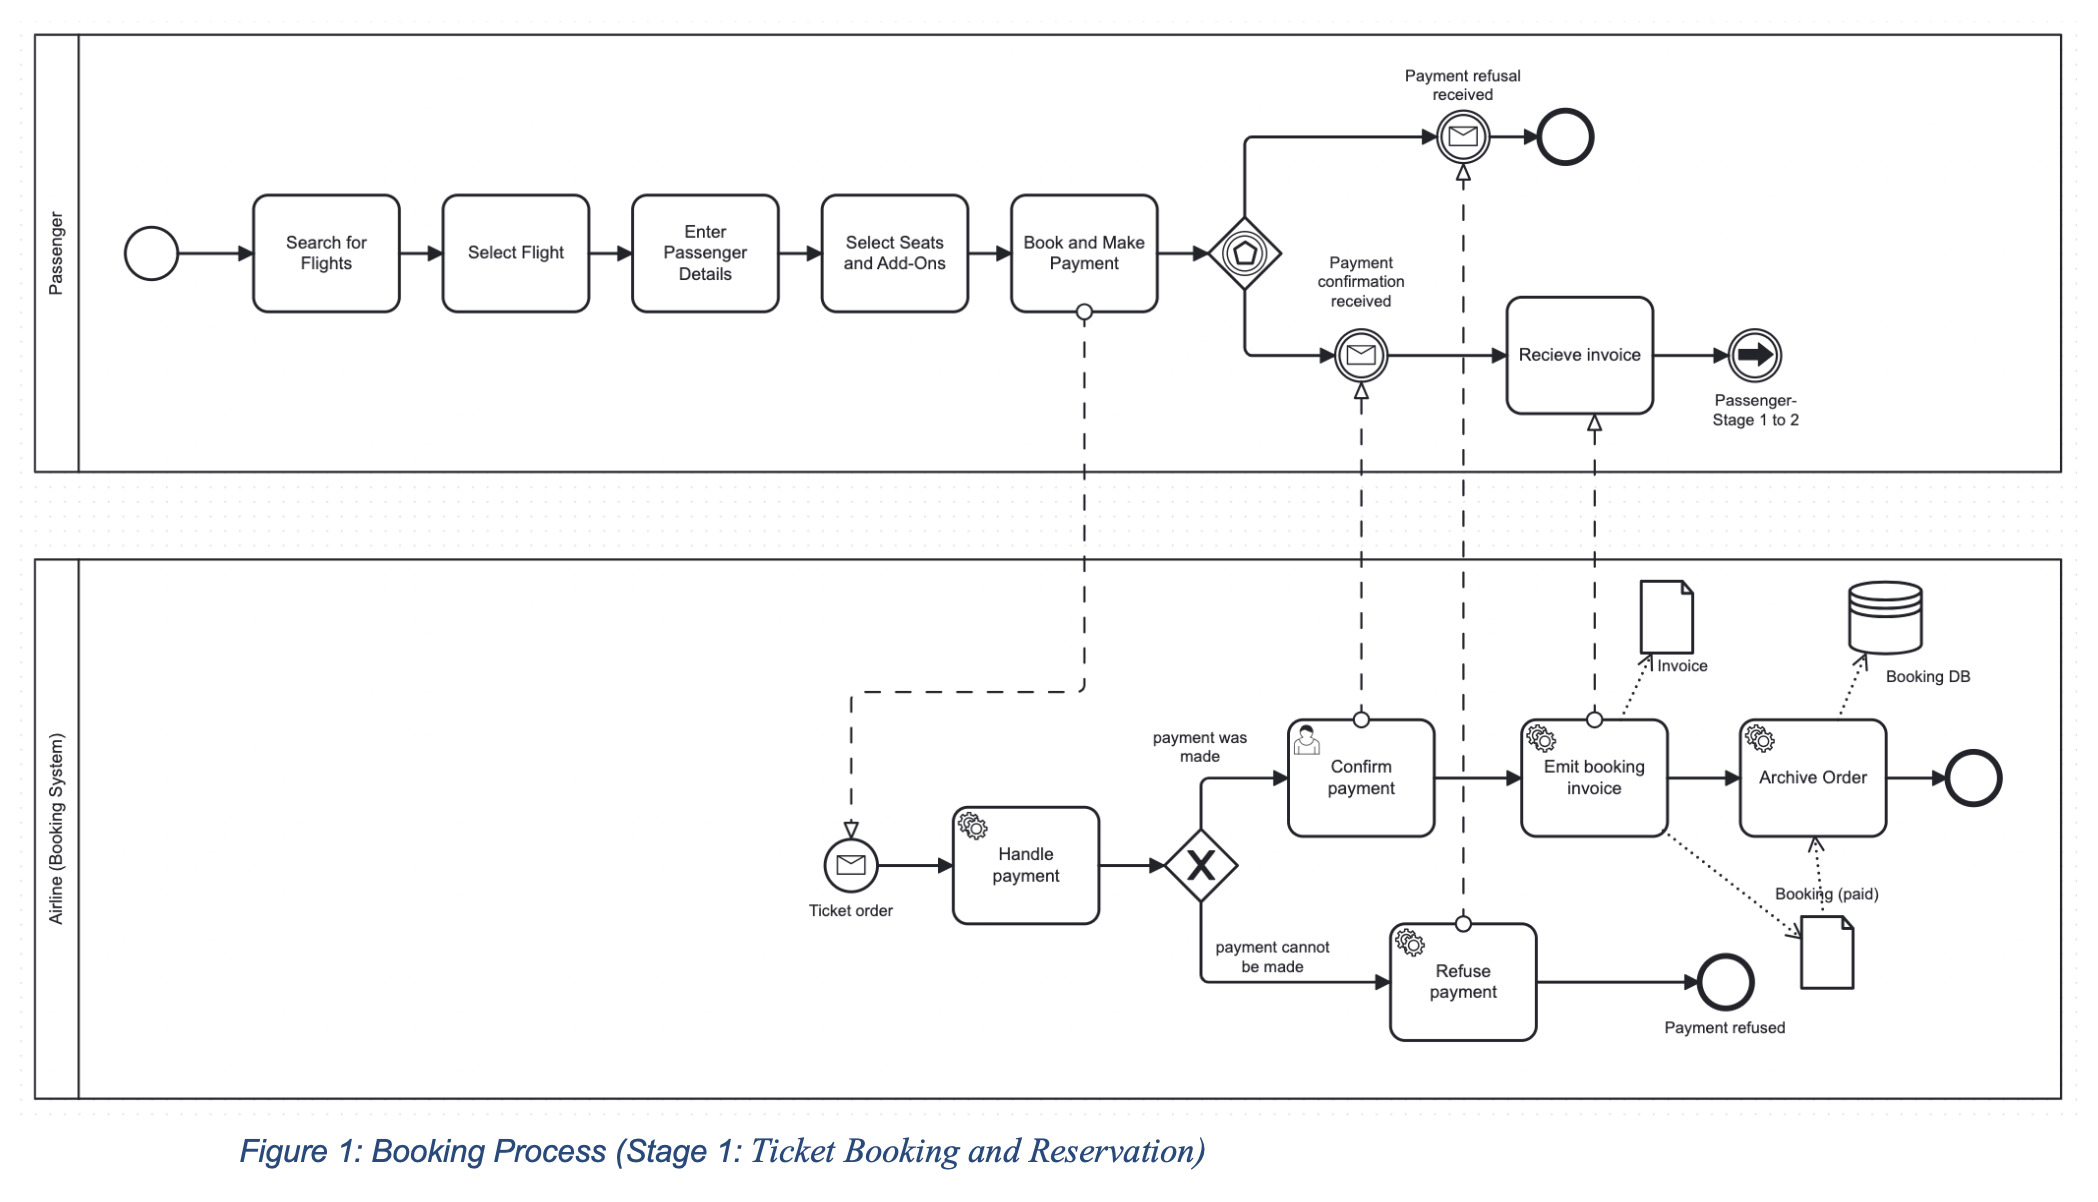 Passenger
Search for
Flights
Select Flight
Enter
Passenger
Details
Select Seats
and Add-Ons
Book and Make
Payment
Payment refusal
received
Payment
confirmation
received
Recieve invoice
Passenger-
Stage 1 to 2
Airline (Booking System)
Ticket order
Handle
payment
payment was
made
payment cannot
be made
Confirm
payment
Refuse
payment
Payment refused
Emit booking
invoice
Invoice
Archive Order
Booking DB
Booking (paid)
Figure 1: Booking Process (Stage 1: Ticket Booking and Reservation)